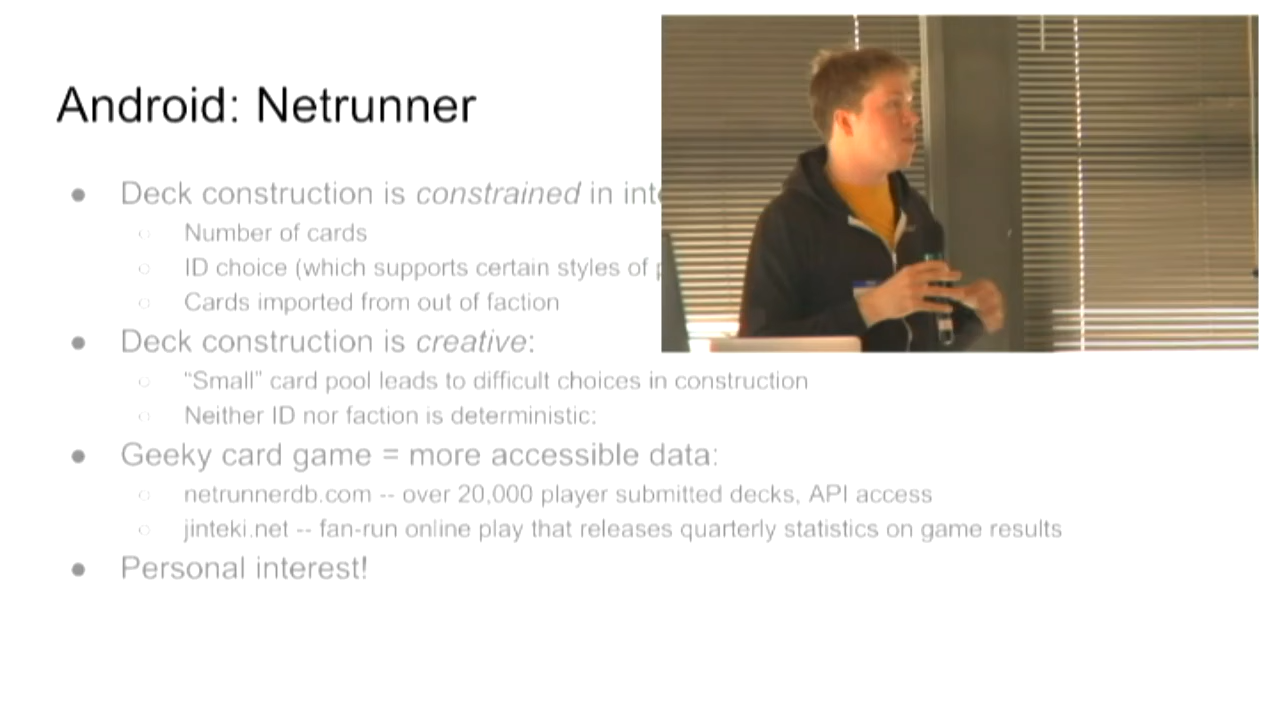 Android: Netrunner
Deck construction is constrained in
Number of cards
ID choice (which supports certain styles of
Cards imported from out of faction
Deck construction is creative:
“Small” card pool leads to difficult choices in construction
Neither ID nor faction is deterministic:
Geeky card game = more accessible data:
netrunnerdb.com -- over 20,000 player submitted decks, API access
jinteki.net -- fan-run online play that releases quarterly statistics on game results
Personal interest!